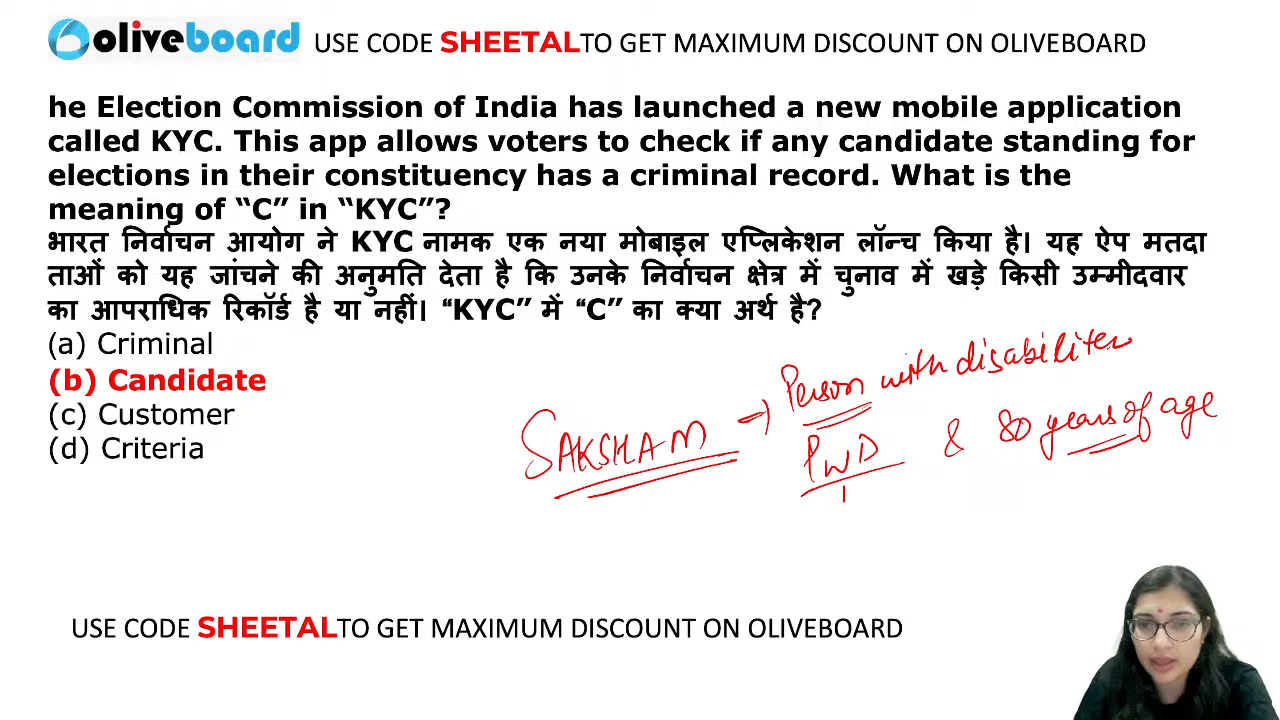 oliveboard USE CODE SHEETAL TO GET MAXIMUM DISCOUNT ON OLIVEBOARD
he Election Commission of India has launched a new mobile application
called KYC. This app allows voters to check if any candidate standing for
elections in their constituency has a criminal record. What is the
meaning of “C” in “KYC”?
भारत निर्वाचन आयोग ने KYC नामक एक नया मोबाइल एप्लिकेशन लॉन्च किया है। यह ऐप मतदा
ताओं को यह जांचने की अनुमति देता है कि उनके निर्वाचन क्षेत्र में चुनाव में खड़े किसी उम्मीदवार
का आपराधिक रिकॉर्ड है या नहीं। “KYC” में “C” का क्या अर्थ है?
(a) Criminal
(b) Candidate
(c) Customer
(d) Criteria
SAKSHAM => Person with disabilites
PWD & 80 years of age
USE CODE SHEETAL TO GET MAXIMUM DISCOUNT ON OLIVEBOARD